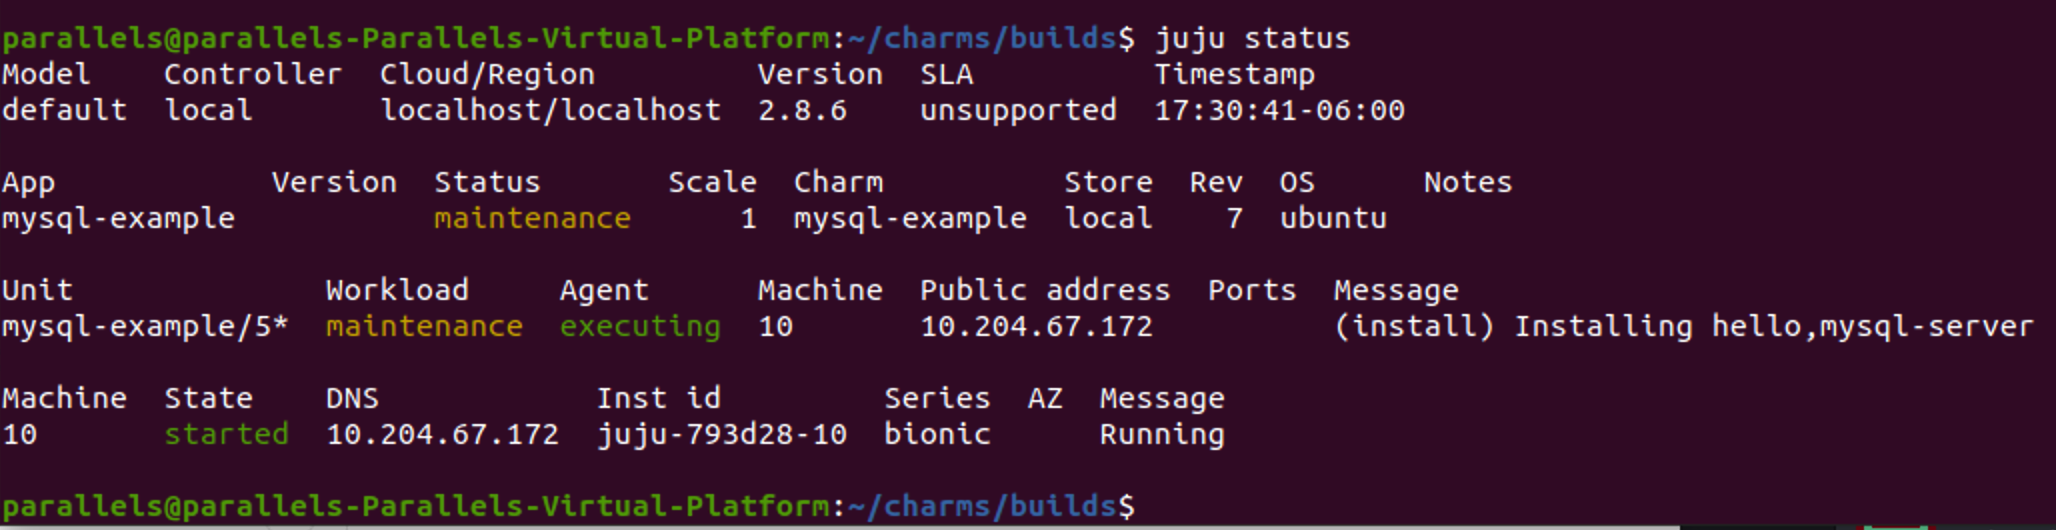 parallels@parallels-Parallels-Virtual-Platform:~/charms/builds$ juju status
Model    Controller  Cloud/Region         Version  SLA          Timestamp
default  local       localhost/localhost  2.8.6    unsupported  17:30:41-06:00
App            Version  Status       Scale  Charm          Store  Rev  OS      Notes
mysql-example           maintenance      1  mysql-example  local    7  ubuntu
Unit              Workload     Agent      Machine  Public address  Ports  Message
mysql-example/5*  maintenance  executing  10       10.204.67.172          (install) Installing hello,mysql-server
Machine  State    DNS            Inst id         Series  AZ  Message
10       started  10.204.67.172  juju-793d28-10  bionic      Running
parallels@parallels-Parallels-Virtual-Platform:~/charms/builds$